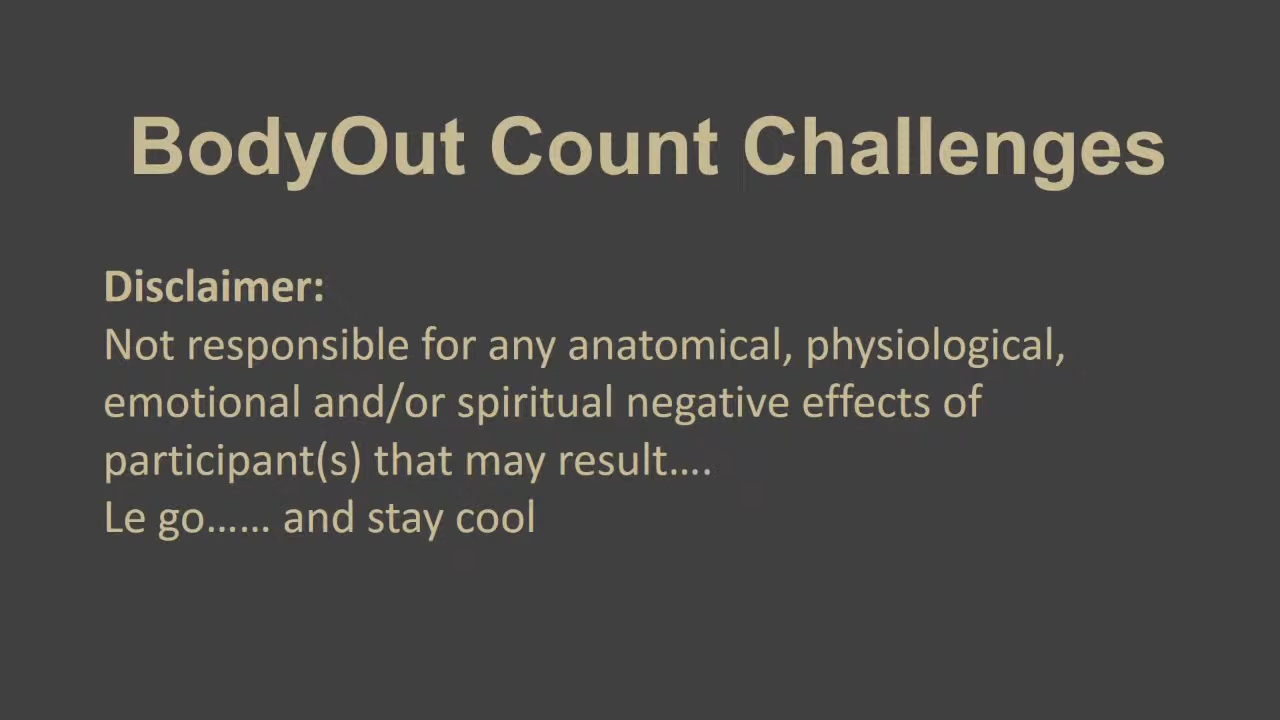 BodyOut Count Challenges
Disclaimer:
Not responsible for any anatomical, physiological,
emotional and/or spiritual negative effects of
participant(s) that may result....
Le go...... and stay cool